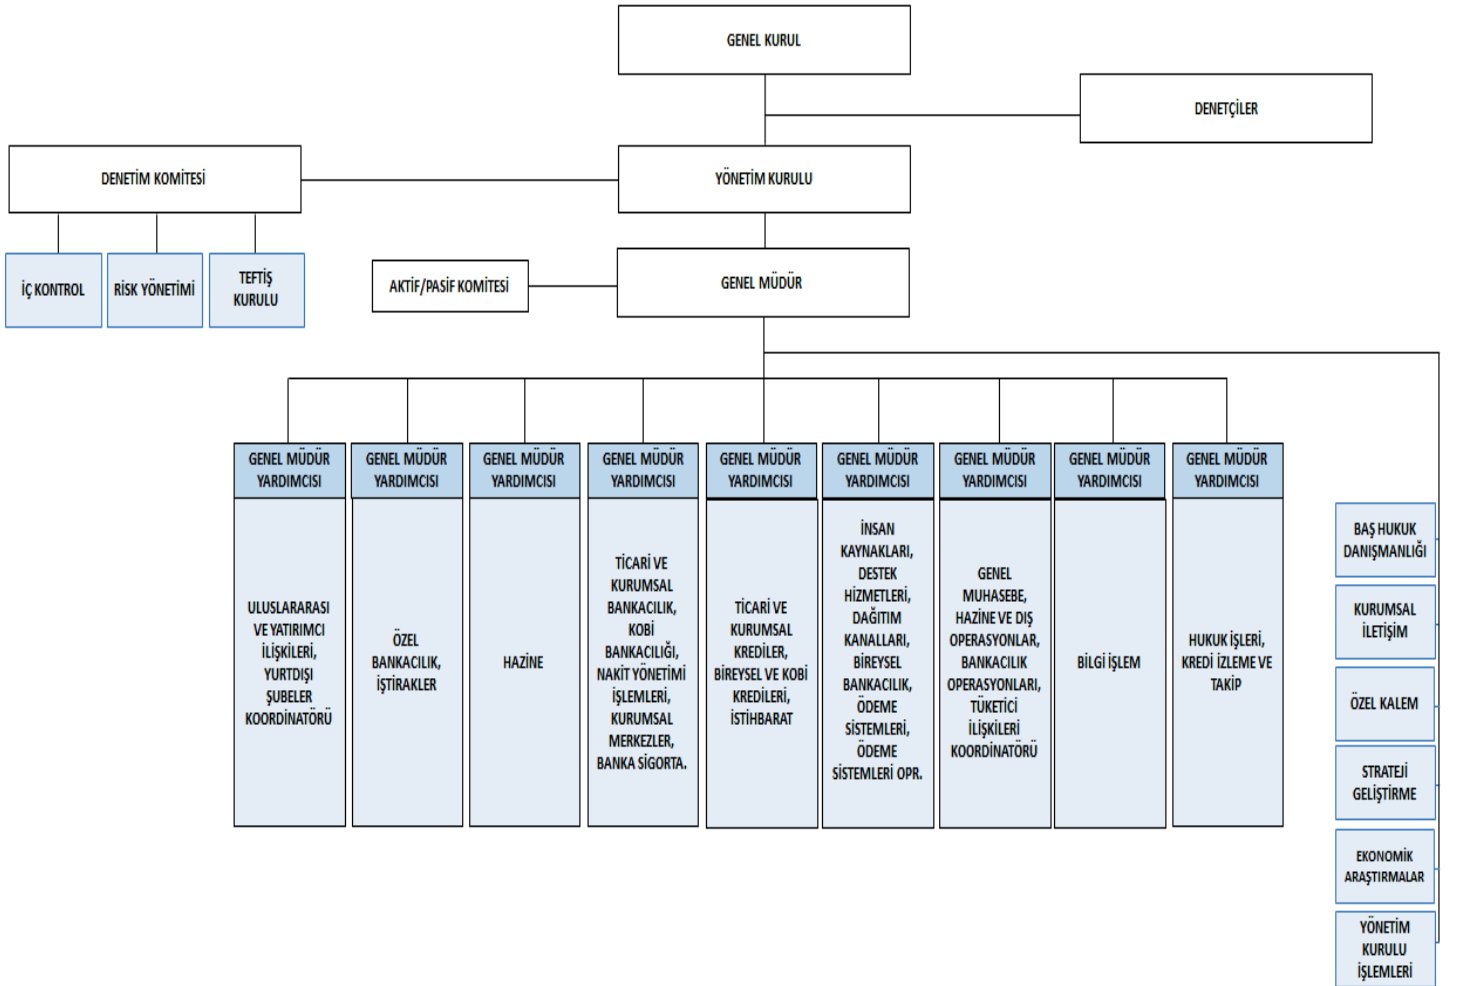 GENEL KURUL
DENETÇİLER
DENETİM KOMİTESİ
YÖNETİM KURULU
İÇ KONTROL
RİSK YÖNETİMİ
TEFTİŞ
KURULU
AKTİF/PASİF KOMİTESİ
GENEL MÜDÜR
GENEL MÜDÜR
YARDIMCISI
ULUSLARARASI
VE YATIRIMCI
İLİŞKİLERİ,
YURTDIŞI
ŞUBELER
KOORDİNATÖRÜ
GENEL MÜDÜR
YARDIMCISI
ÖZEL
BANKACILIK,
İŞTİRAKLER
GENEL MÜDÜR
YARDIMCISI
HAZİNE
GENEL MÜDÜR
YARDIMCISI
TİCARİ VE
KURUMSAL
BANKACILIK,
KOBİ
BANKACILIĞI,
NAKİT YÖNETİMİ
İŞLEMLERİ,
KURUMSAL
MERKEZLER,
BANKA SİGORTA.
GENEL MÜDÜR
YARDIMCISI
TİCARİ VE
KURUMSAL
KREDİLER,
BİREYSEL VE KOBİ
KREDİLERİ,
İSTİHBARAT
GENEL MÜDÜR
YARDIMCISI
İNSAN
KAYNAKLARI,
DESTEK
HİZMETLERİ,
DAĞITIM
KANALLARI,
BİREYSEL
BANKACILIK,
ÖDEME
SİSTEMLERİ,
ÖDEME
SİSTEMLERİ OPR.
GENEL MÜDÜR
YARDIMCISI
GENEL
MUHASEBE,
HAZİNE VE DIŞ
OPERASYONLAR,
BANKACILIK
OPERASYONLARI,
TÜKETİCİ
İLİŞKİLERİ
KOORDİNATÖRÜ
GENEL MÜDÜR
YARDIMCISI
BİLGİ İŞLEM
GENEL MÜDÜR
YARDIMCISI
HUKUK İŞLERİ,
KREDİ İZLEME VE
TAKİP
BAŞ HUKUK
DANIŞMANLIĞI
KURUMSAL
İLETİŞİM
ÖZEL KALEM
STRATEJİ
GELİŞTİRME
EKONOMİK
ARAŞTIRMALAR
YÖNETİM
KURULU
İŞLEMLERİ